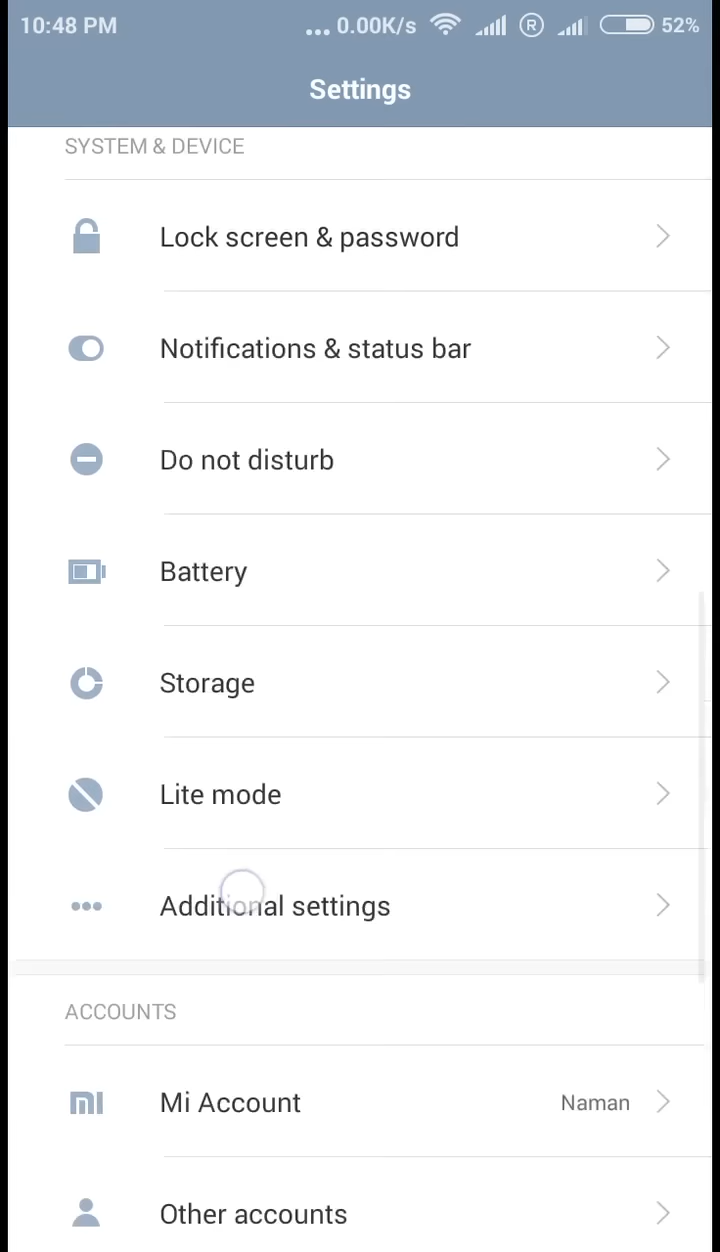 10:48 PM ... 0.00K/s R 52%
Settings
SYSTEM & DEVICE
Lock screen & password
Notifications & status bar
Do not disturb
Battery
Storage
Lite mode
Additional settings
ACCOUNTS
Mi Account Naman
Other accounts